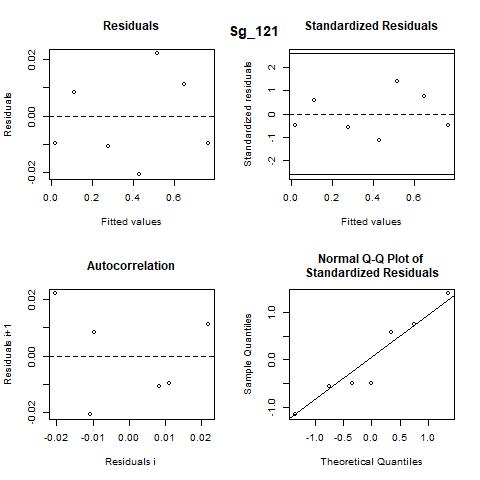 Sg_121
Residuals
Residuals
-0.02 0.00 0.02
0.0 0.2 0.4 0.6
Fitted values
Standardized Residuals
Standardized residuals
-2 -1 0 1 2
0.0 0.2 0.4 0.6
Fitted values
Autocorrelation
Residuals i+1
-0.02 0.00 0.02
-0.02 -0.01 0.00 0.01 0.02
Residuals i
Normal Q-Q Plot of
Standardized Residuals
Sample Quantiles
-1.0 0.0 1.0
-1.0 -0.5 0.0 0.5 1.0
Theoretical Quantiles